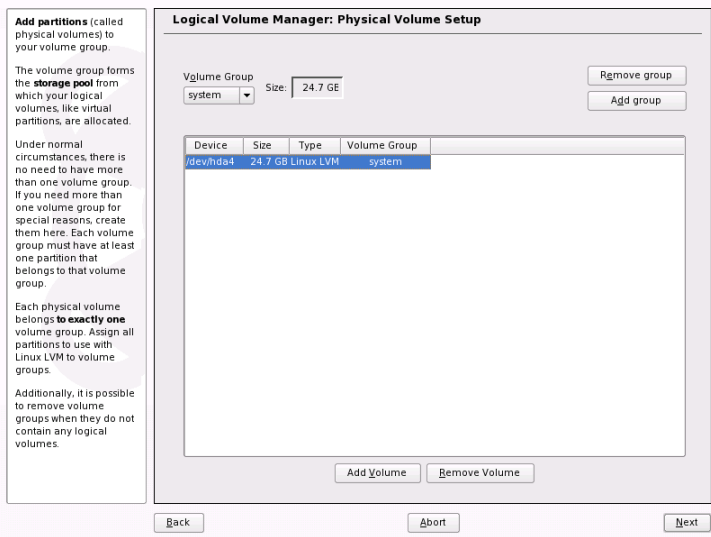 Add partitions (called
physical volumes) to
your volume group.
The volume group forms
the storage pool from
which your logical
volumes, like virtual
partitions, are allocated.
Under normal
circumstances, there is
no need to have more
than one volume group.
If you need more than
one volume group for
special reasons, create
them here. Each volume
group must have at least
one partition that
belongs to that volume
group.
Each physical volume
belongs to exactly one
volume group. Assign all
partitions to use with
Linux LVM to volume
groups.
Additionally, it is possible
to remove volume
groups when they do not
contain any logical
volumes.
Logical Volume Manager: Physical Volume Setup
Volume Group
system
Size: 24.7 GB
Remove group
Add group
Device Size Type Volume Group
/dev/hda4 24.7 GB Linux LVM system
Add Volume Remove Volume
Back Abort Next